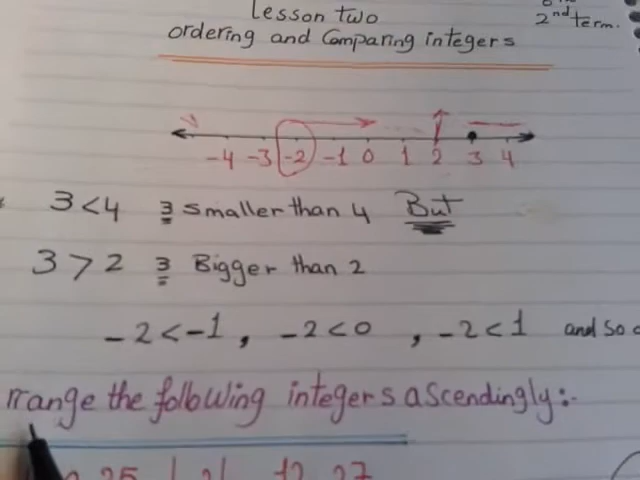 Lesson two
2nd term.
ordering and Comparing integers
-4 -3 -2 -1 0 1 2 3 4
3 < 4 3 smaller than 4 But
3 > 2 3 Bigger than 2
-2 < -1 , -2 < 0 , -2 < 1 and so
rrange the following integers ascendingly:-